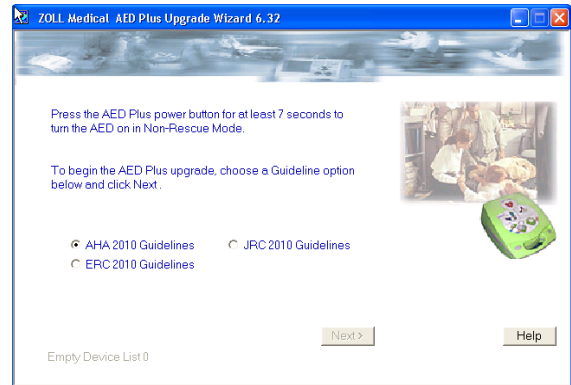 ZOLL Medical AED Plus Upgrade Wizard 6.32
Press the AED Plus power button for at least 7 seconds to
turn the AED on in Non-Rescue Mode.
To begin the AED Plus upgrade, choose a Guideline option
below and click Next .
AHA 2010 Guidelines JRC 2010 Guidelines
ERC 2010 Guidelines
Next >
Help
Empty Device List 0